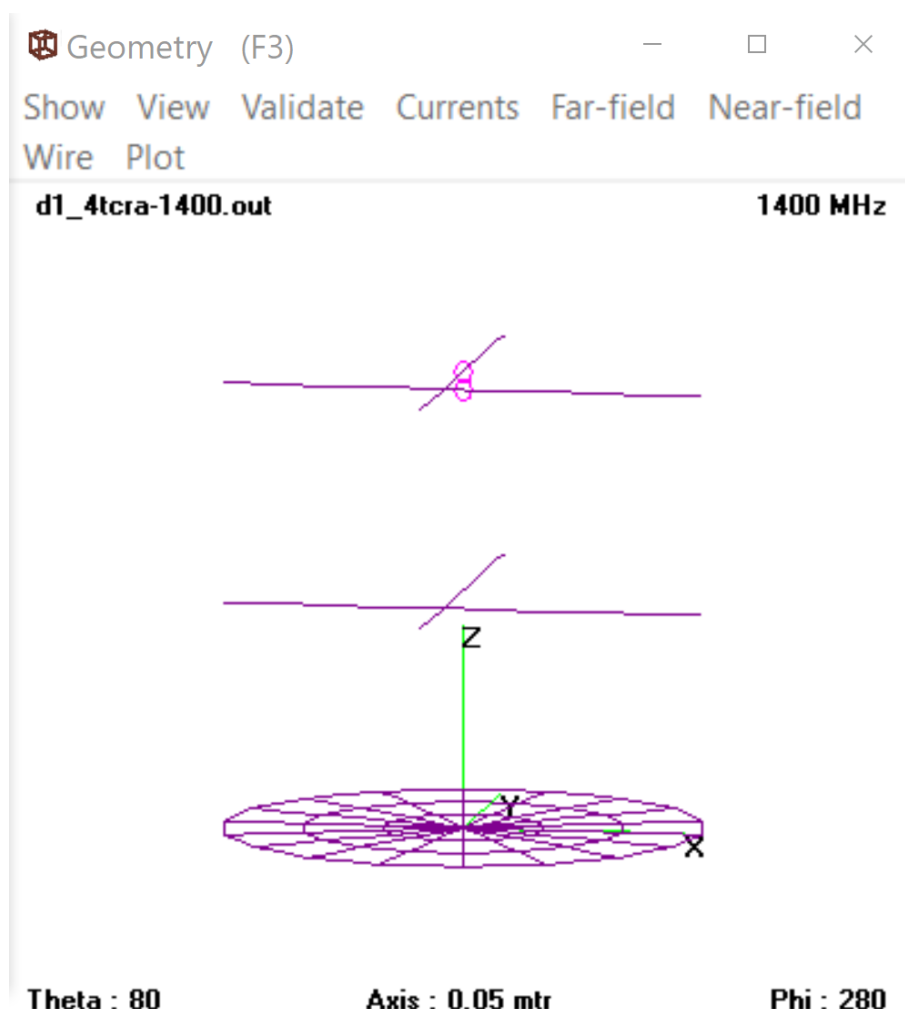 Geometry (F3)
Show View Validate Currents Far-field Near-field
Wire Plot
d1_4tcra-1400.out 1400 MHz
Z
Y
X
Theta : 80 Axis : 0.05 mtr Phi : 280